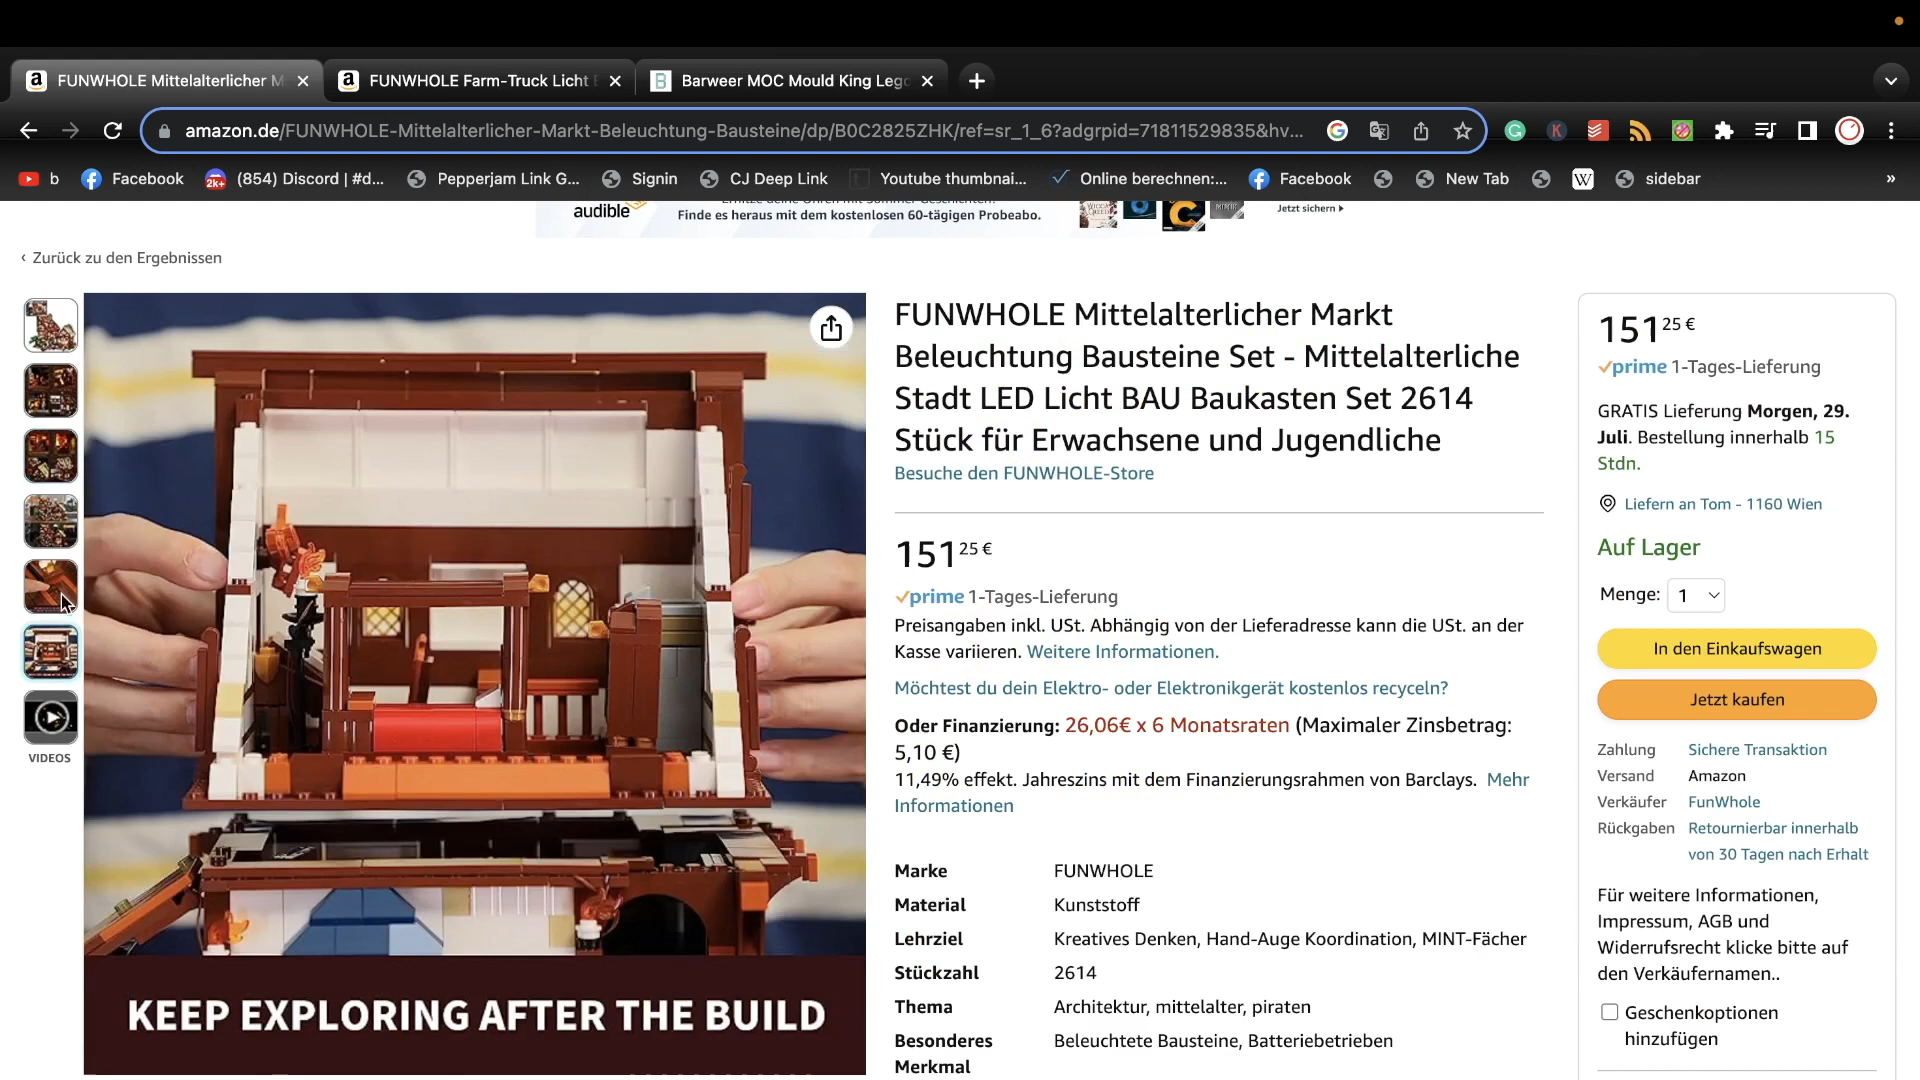 FUNWHOLE Mittelalterlicher M
FUNWHOLE Farm-Truck Licht
Barweer MOC Mould King Lego
amazon.de/FUNWHOLE-Mittelalterlicher-Markt-Beleuchtung-Bausteine/dp/B0C2825ZHK/ref=sr_1_6?adgrpid=71811529835&hv...
b
Facebook
2k+
(854) Discord | #d...
Pepperjam Link G...
Signin
CJ Deep Link
Youtube thumbnai...
Online berechnen:...
Facebook
New Tab
W
sidebar
»
audible
Finde es heraus mit dem kostenlosen 60-tägigen Probeabo.
Jetzt sichern
‹ Zurück zu den Ergebnissen
VIDEOS
KEEP EXPLORING AFTER THE BUILD
FUNWHOLE Mittelalterlicher Markt
Beleuchtung Bausteine Set - Mittelalterliche
Stadt LED Licht BAU Baukasten Set 2614
Stück für Erwachsene und Jugendliche
Besuche den FUNWHOLE-Store
151 25 €
prime 1-Tages-Lieferung
Preisangaben inkl. USt. Abhängig von der Lieferadresse kann die USt. an der
Kasse variieren. Weitere Informationen.
Möchtest du dein Elektro- oder Elektronikgerät kostenlos recyceln?
Oder Finanzierung: 26,06€ x 6 Monatsraten (Maximaler Zinsbetrag:
5,10 €)
11,49% effekt. Jahreszins mit dem Finanzierungsrahmen von Barclays. Mehr
Informationen
Marke FUNWHOLE
Material Kunststoff
Lehrziel Kreatives Denken, Hand-Auge Koordination, MINT-Fächer
Stückzahl 2614
Thema Architektur, mittelalter, piraten
Besonderes Beleuchtete Bausteine, Batteriebetrieben
Merkmal
151 25 €
prime 1-Tages-Lieferung
GRATIS Lieferung Morgen, 29.
Juli. Bestellung innerhalb 15
Stdn.
Liefern an Tom - 1160 Wien
Auf Lager
Menge: 1
In den Einkaufswagen
Jetzt kaufen
Zahlung Sichere Transaktion
Versand Amazon
Verkäufer FunWhole
Rückgaben Retournierbar innerhalb
von 30 Tagen nach Erhalt
Für weitere Informationen,
Impressum, AGB und
Widerrufsrecht klicke bitte auf
den Verkäufernamen..
Geschenkoptionen
hinzufügen